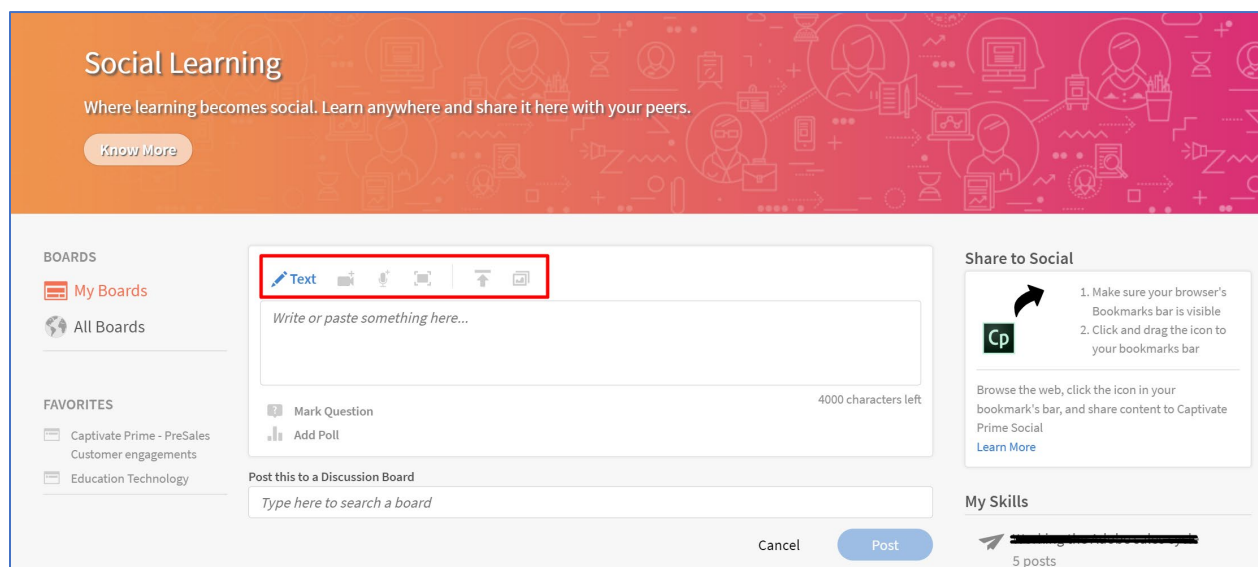 Social Learning
Where learning becomes social. Learn anywhere and share it here with your peers.
Know More
BOARDS
My Boards
All Boards
FAVORITES
Captivate Prime - PreSales
Customer engagements
Education Technology
Text
Write or paste something here...
4000 characters left
?
Mark Question
Add Poll
Post this to a Discussion Board
Type here to search a board
Cancel
Post
Share to Social
Cp
1. Make sure your browser's
Bookmarks bar is visible
2. Click and drag the icon to
your bookmarks bar
Browse the web, click the icon in your
bookmark's bar, and share content to Captivate
Prime Social
Learn More
My Skills
5 posts